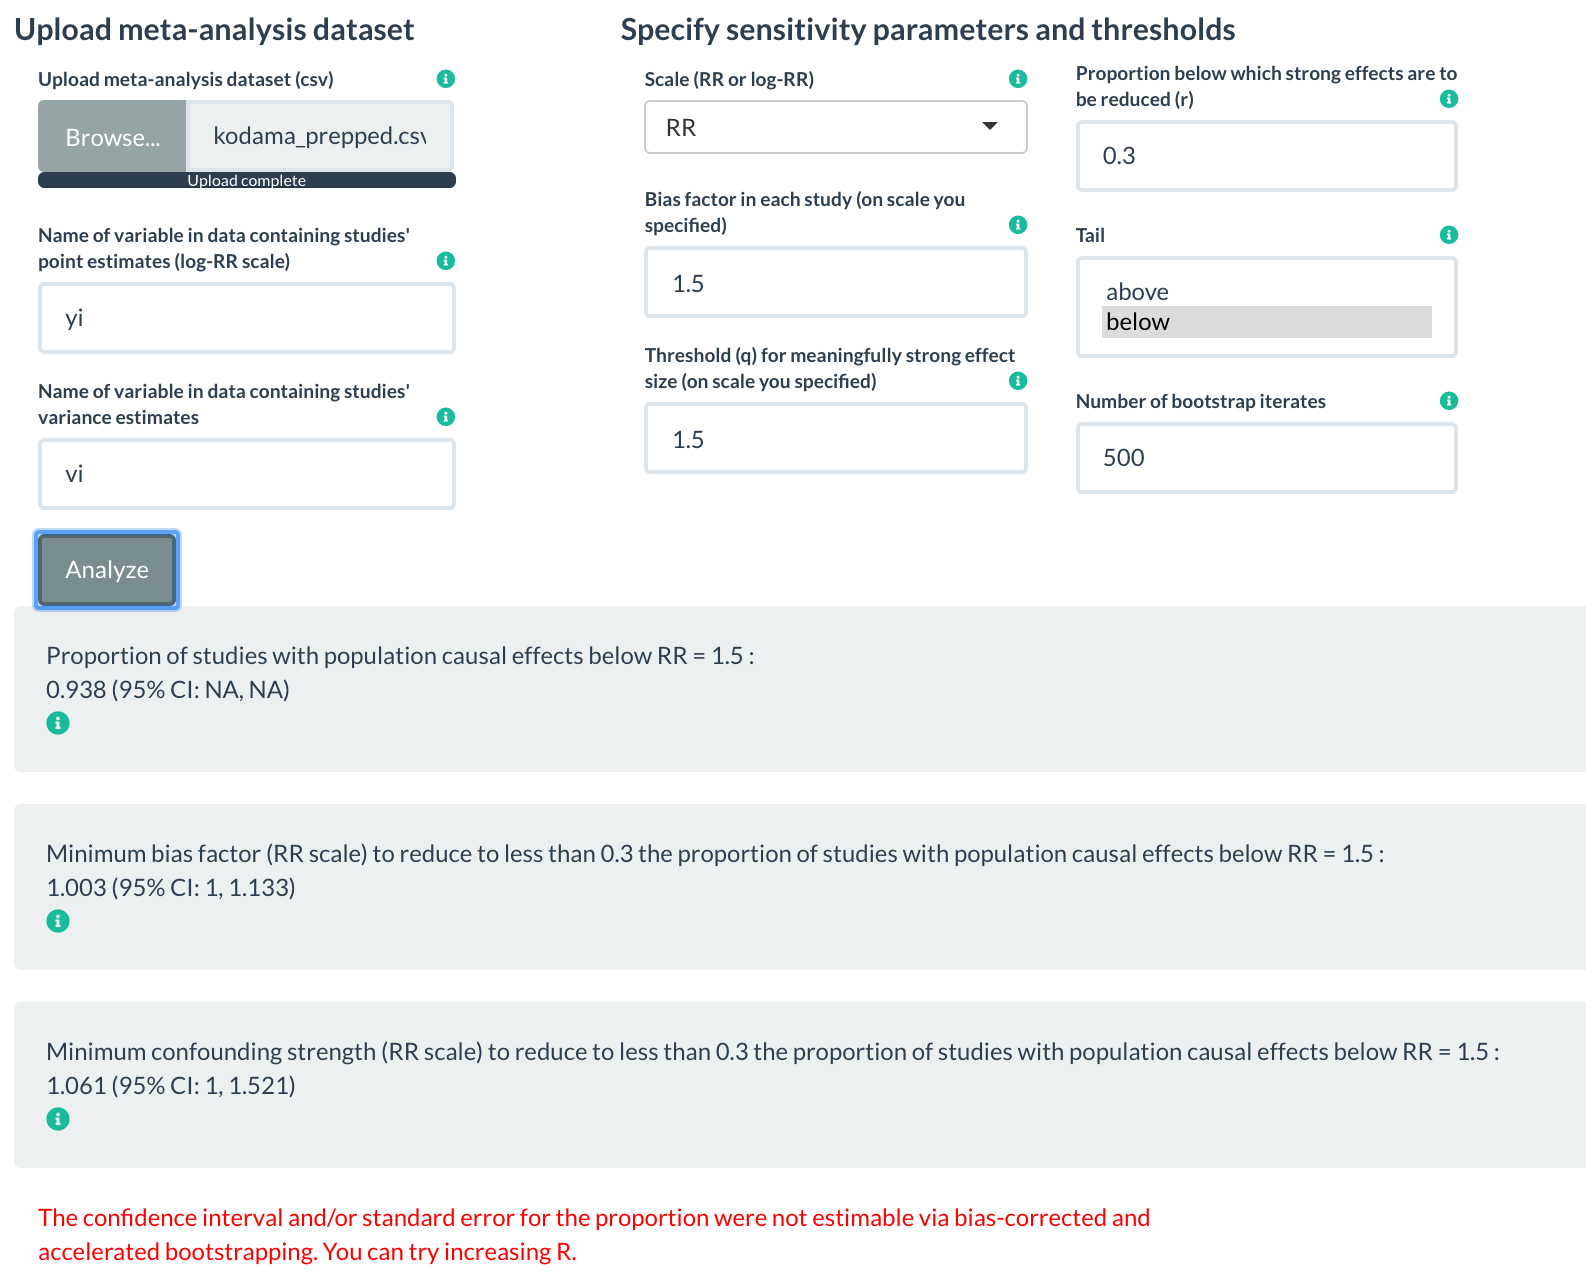 Upload meta-analysis dataset
Upload meta-analysis dataset (csv)
Browse...
kodama_prepped.csv
Upload complete
Name of variable in data containing studies'
point estimates (log-RR scale)
yi
Name of variable in data containing studies'
variance estimates
vi
Analyze
Specify sensitivity parameters and thresholds
Scale (RR or log-RR)
RR
Bias factor in each study (on scale you
specified)
1.5
Threshold (q) for meaningfully strong effect
size (on scale you specified)
1.5
Proportion below which strong effects are to
be reduced (r)
0.3
Tail
above
below
Number of bootstrap iterates
500
Proportion of studies with population causal effects below RR = 1.5 :
0.938 (95% CI: NA, NA)
Minimum bias factor (RR scale) to reduce to less than 0.3 the proportion of studies with population causal effects below RR = 1.5 :
1.003 (95% CI: 1, 1.133)
Minimum confounding strength (RR scale) to reduce to less than 0.3 the proportion of studies with population causal effects below RR = 1.5 :
1.061 (95% CI: 1, 1.521)
The confidence interval and/or standard error for the proportion were not estimable via bias-corrected and
accelerated bootstrapping. You can try increasing R.